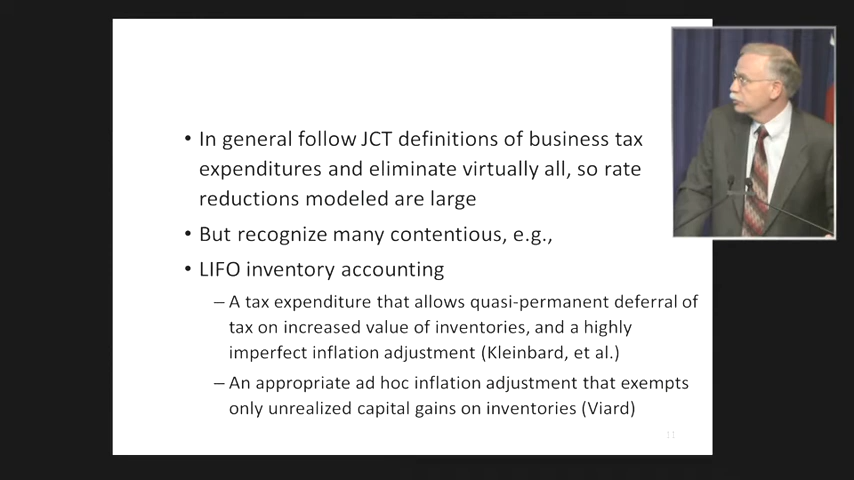 • In general follow JCT definitions of business tax
expenditures and eliminate virtually all, so rate
reductions modeled are large
• But recognize many contentious, e.g.,
• LIFO inventory accounting
– A tax expenditure that allows quasi-permanent deferral of
tax on increased value of inventories, and a highly
imperfect inflation adjustment (Kleinbard, et al.)
– An appropriate ad hoc inflation adjustment that exempts
only unrealized capital gains on inventories (Viard)
11